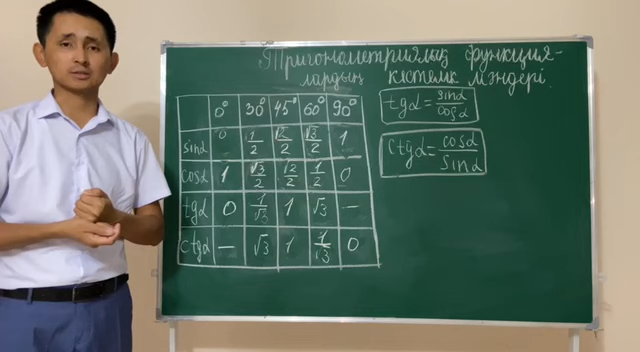 Тригонометриялық функция-
лардың кестелік мәндері.
0° 30° 45° 60° 90°
sinα 0 1/2 √2/2 √3/2 1
cosα 1 √3/2 √2/2 1/2 0
tgα 0 1/√3 1 √3 —
ctgα — √3 1 1/√3 0
tgα = sinα/cosα
ctgα = cosα/sinα